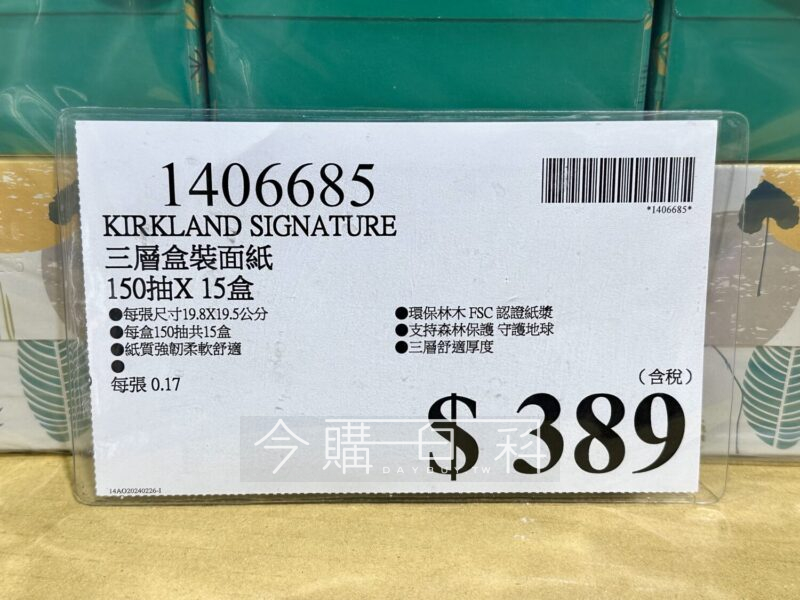 1406685
*1406685*
KIRKLAND SIGNATURE
三層盒裝面紙
150抽X 15盒
●每張尺寸19.8X19.5公分
●每盒150抽共15盒
●紙質強韌柔軟舒適
●
●環保林木 FSC 認證紙漿
●支持森林保護 守護地球
●三層舒適厚度
每張 0.17
(含稅)
$ 389
今購百科
DAYBUY.TW
14AO20240226-1